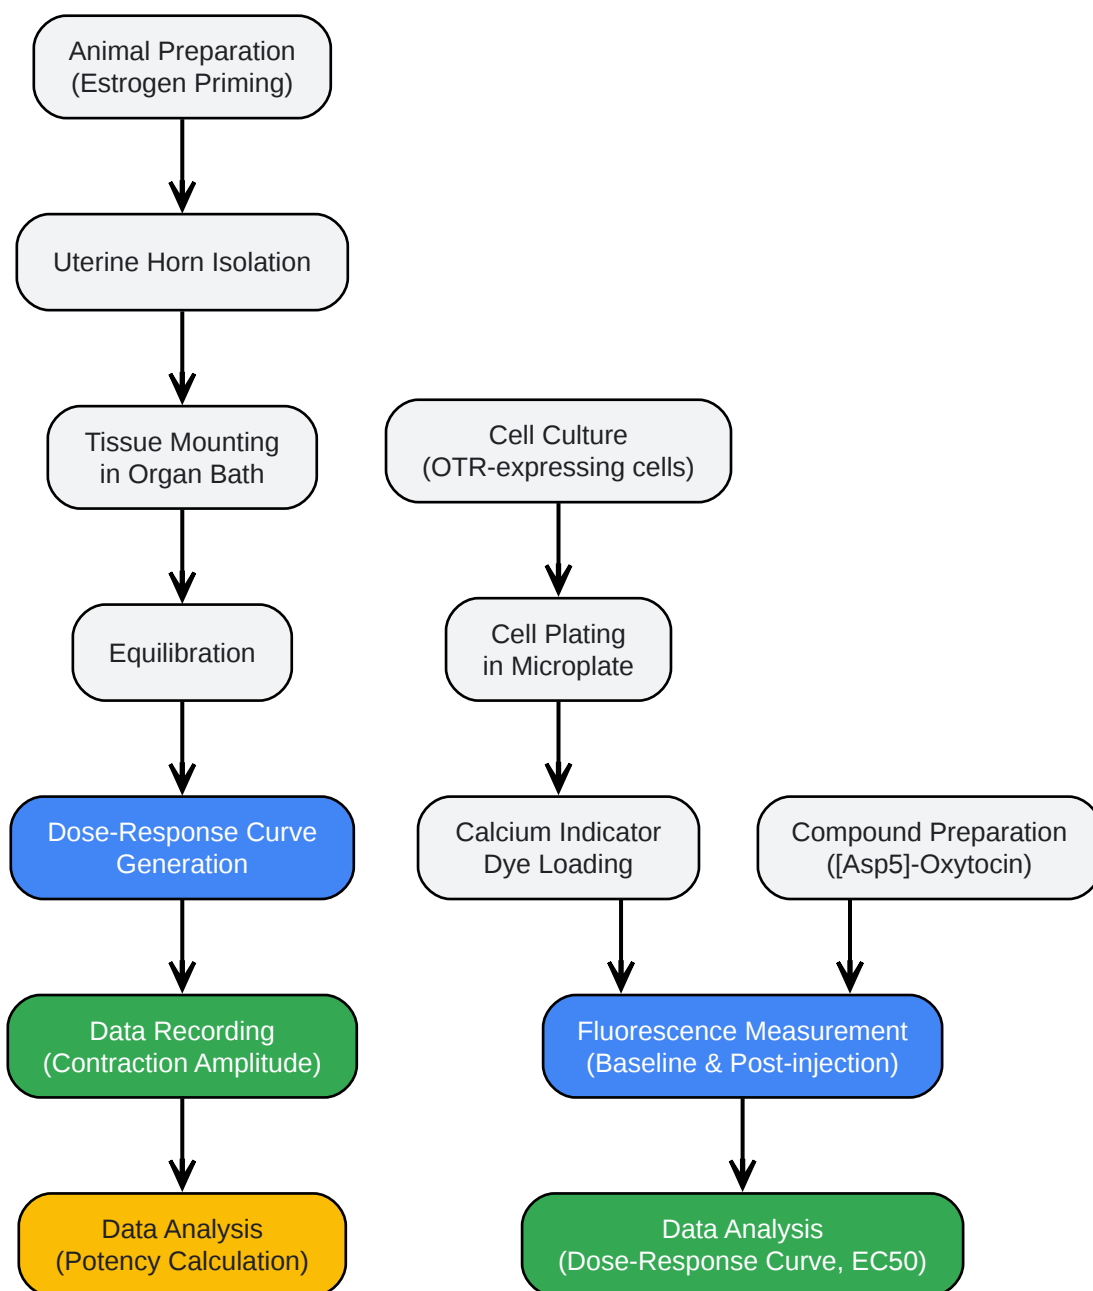 Animal Preparation
(Estrogen Priming)
Uterine Horn Isolation
Tissue Mounting
in Organ Bath
Equilibration
Dose-Response Curve
Generation
Data Recording
(Contraction Amplitude)
Data Analysis
(Potency Calculation)
Cell Culture
(OTR-expressing cells)
Cell Plating
in Microplate
Calcium Indicator
Dye Loading
Compound Preparation
([Asp5]-Oxytocin)
Fluorescence Measurement
(Baseline & Post-injection)
Data Analysis
(Dose-Response Curve, EC50)